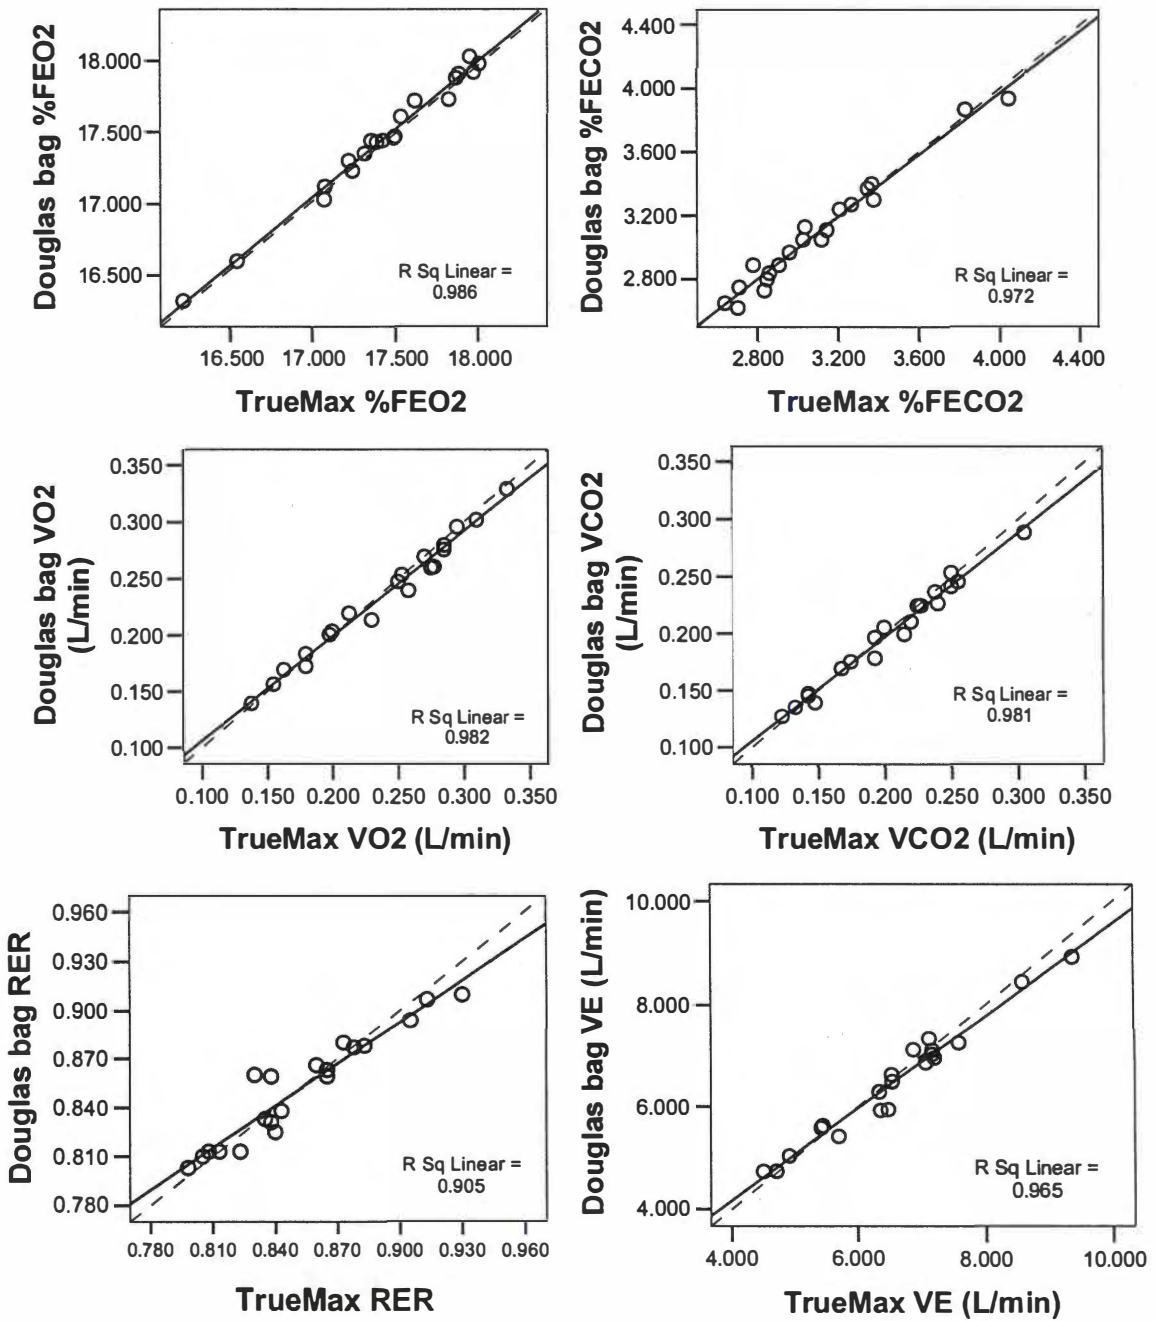 Douglas bag %FEO2
18.000
17.500
17.000
16.500
R Sq Linear =
0.986
16.500 17.000 17.500 18.000
TrueMax %FEO2
Douglas bag %FECO2
4.400
4.000
3.600
3.200
2.800
R Sq Linear =
0.972
2.800 3.200 3.600 4.000 4.400
TrueMax %FECO2
Douglas bag VO2
(L/min)
0.350
0.300
0.250
0.200
0.150
0.100
R Sq Linear =
0.982
0.100 0.150 0.200 0.250 0.300 0.350
TrueMax VO2 (L/min)
Douglas bag VCO2
(L/min)
0.350
0.300
0.250
0.200
0.150
0.100
R Sq Linear =
0.981
0.100 0.150 0.200 0.250 0.300 0.350
TrueMax VCO2 (L/min)
Douglas bag RER
0.960
0.930
0.900
0.870
0.840
0.810
0.780
R Sq Linear =
0.905
0.780 0.810 0.840 0.870 0.900 0.930 0.960
TrueMax RER
Douglas bag VE (L/min)
10.000
8.000
6.000
4.000
R Sq Linear =
0.965
4.000 6.000 8.000 10.000
TrueMax VE (L/min)